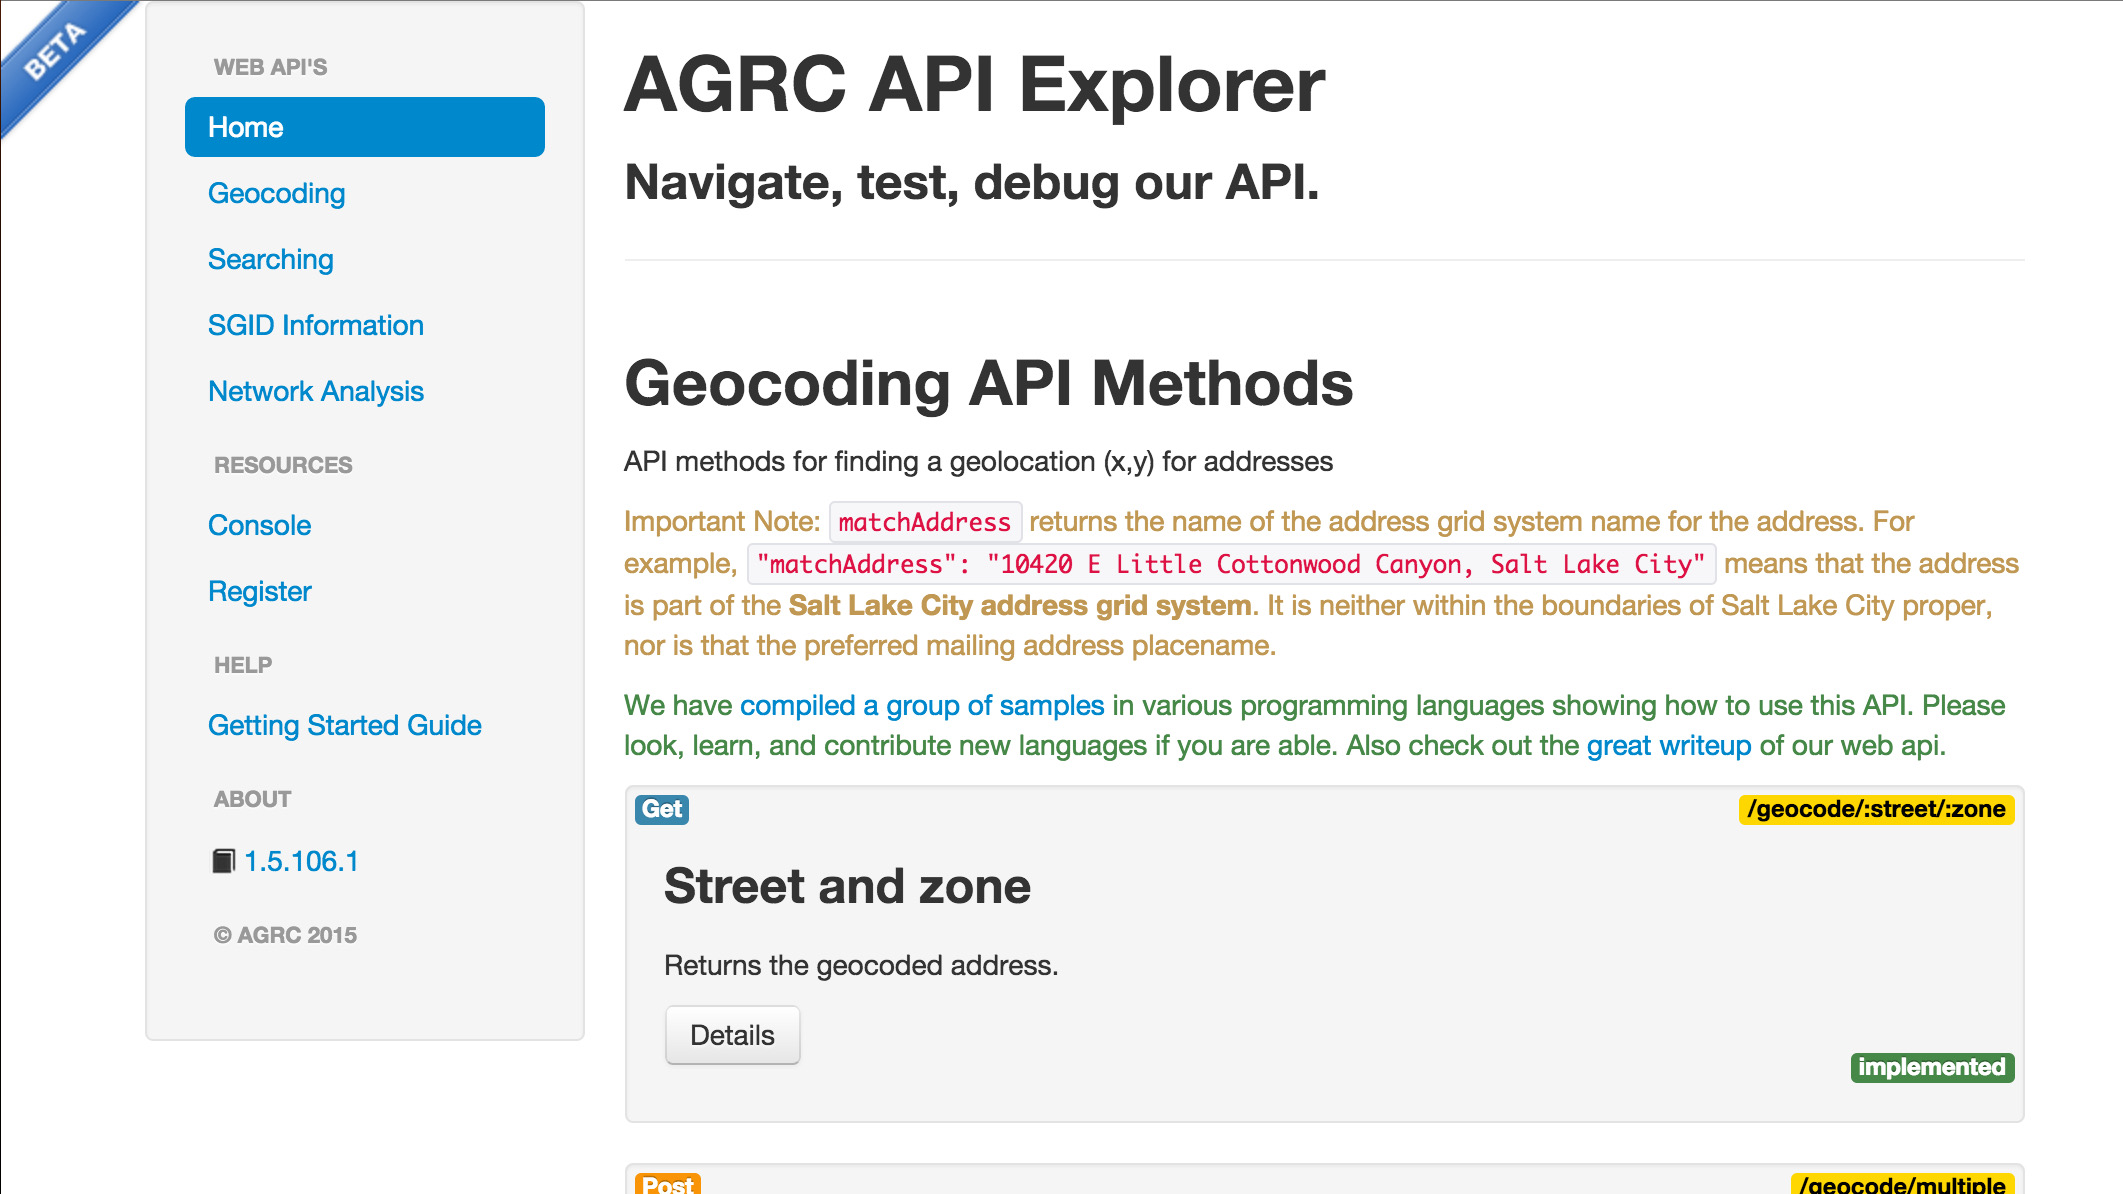 BETA
WEB API'S
Home
Geocoding
Searching
SGID Information
Network Analysis
RESOURCES
Console
Register
HELP
Getting Started Guide
ABOUT
1.5.106.1
© AGRC 2015
AGRC API Explorer
Navigate, test, debug our API.
Geocoding API Methods
API methods for finding a geolocation (x,y) for addresses
Important Note: matchAddress returns the name of the address grid system name for the address. For
example, "matchAddress": "10420 E Little Cottonwood Canyon, Salt Lake City" means that the address
is part of the Salt Lake City address grid system. It is neither within the boundaries of Salt Lake City proper,
nor is that the preferred mailing address placename.
We have compiled a group of samples in various programming languages showing how to use this API. Please
look, learn, and contribute new languages if you are able. Also check out the great writeup of our web api.
Get
/geocode/:street/:zone
Street and zone
Returns the geocoded address.
Details
implemented
Post
/geocode/multiple